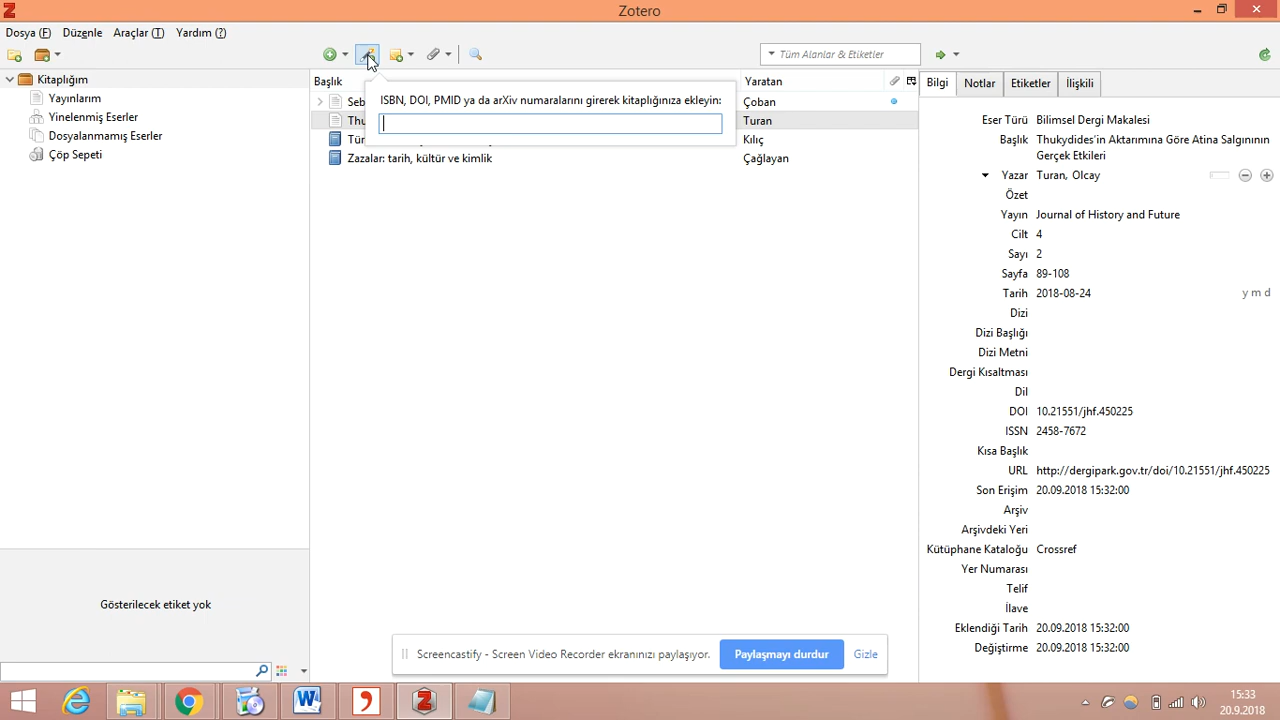 Zotero
Dosya (F) Düzenle Araçlar (T) Yardım (?)
Tüm Alanlar & Etiketler
Kitaplığım
Yayınlarım
Yinelenmiş Eserler
Dosyalanmamış Eserler
Çöp Sepeti
Başlık Yaratan
ISBN, DOI, PMID ya da arXiv numaralarını girerek kitaplığınıza ekleyin:
Seb Çoban
Thu Turan
Tür Kılıç
Zazalar: tarih, kültür ve kimlik Çağlayan
Bilgi Notlar Etiketler İlişkili
Eser Türü Bilimsel Dergi Makalesi
Başlık Thukydides’in Aktarımına Göre Atina Salgınının
Gerçek Etkileri
Yazar Turan, Olcay
Özet
Yayın Journal of History and Future
Cilt 4
Sayı 2
Sayfa 89-108
Tarih 2018-08-24 y m d
Dizi
Dizi Başlığı
Dizi Metni
Dergi Kısaltması
Dil
DOI 10.21551/jhf.450225
ISSN 2458-7672
Kısa Başlık
URL http://dergipark.gov.tr/doi/10.21551/jhf.450225
Son Erişim 20.09.2018 15:32:00
Arşiv
Arşivdeki Yeri
Kütüphane Kataloğu Crossref
Yer Numarası
Telif
İlave
Eklendiği Tarih 20.09.2018 15:32:00
Değiştirme 20.09.2018 15:32:00
Gösterilecek etiket yok
Screencastify - Screen Video Recorder ekranınızı paylaşıyor. Paylaşmayı durdur Gizle
15:33
20.9.2018